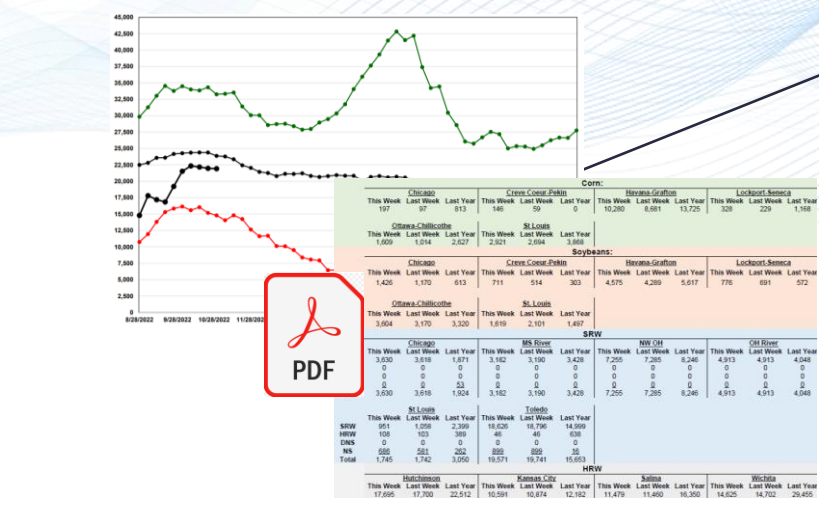 45,000
42,500
40,000
37,500
35,000
32,500
30,000
27,500
25,000
22,500
20,000
17,500
15,000
12,500
10,000
7,500
5,000
2,500
0
8/28/2022 9/28/2022 10/28/2022 11/28/202
PDF
Corn:
Chicago Creve Coeur-Pekin Havana-Grafton Lockport-Seneca
This Week Last Week Last Year This Week Last Week Last Year This Week Last Week Last Year This Week Last Week Last Year
197 97 813 146 59 0 10,280 8,681 13,725 328 229 1,168
Ottawa-Chillicothe St Louis
This Week Last Week Last Year This Week Last Week Last Year
1,609 1,014 2,627 2,921 2,694 3,868
Soybeans:
Chicago Creve Coeur-Pekin Havana-Grafton Lockport-Seneca
This Week Last Week Last Year This Week Last Week Last Year This Week Last Week Last Year This Week Last Week Last Year
1,426 1,170 613 711 514 303 4,575 4,289 5,617 776 691 572
Ottawa-Chillicothe St. Louis
This Week Last Week Last Year This Week Last Week Last Year
3,604 3,170 3,320 1,619 2,101 1,497
SRW
Chicago MS River NW OH OH River
This Week Last Week Last Year This Week Last Week Last Year This Week Last Week Last Year This Week Last Week Last Year
3,630 3,618 1,871 3,182 3,190 3,428 7,255 7,285 8,246 4,913 4,913 4,048
0 0 0 0 0 0 0 0 0 0 0 0
0 0 0 0 0 0 0 0 0 0 0 0
0 0 53 0 0 0 0 0 0 0 0 0
3,630 3,618 1,924 3,182 3,190 3,428 7,255 7,285 8,246 4,913 4,913 4,048
St Louis Toledo
This Week Last Week Last Year This Week Last Week Last Year
SRW 951 1,058 2,399 18,626 18,796 14,999
HRW 108 103 389 46 46 638
DNS 0 0 0 0 0 0
NS 686 581 262 899 899 16
Total 1,745 1,742 3,050 19,571 19,741 15,653
HRW
Hutchinson Kansas City Salina Wichita
This Week Last Week Last Year This Week Last Week Last Year This Week Last Week Last Year This Week Last Week Last Year
17,695 17,700 22,512 10,591 10,874 12,182 11,479 11,460 16,350 14,625 14,702 29,455